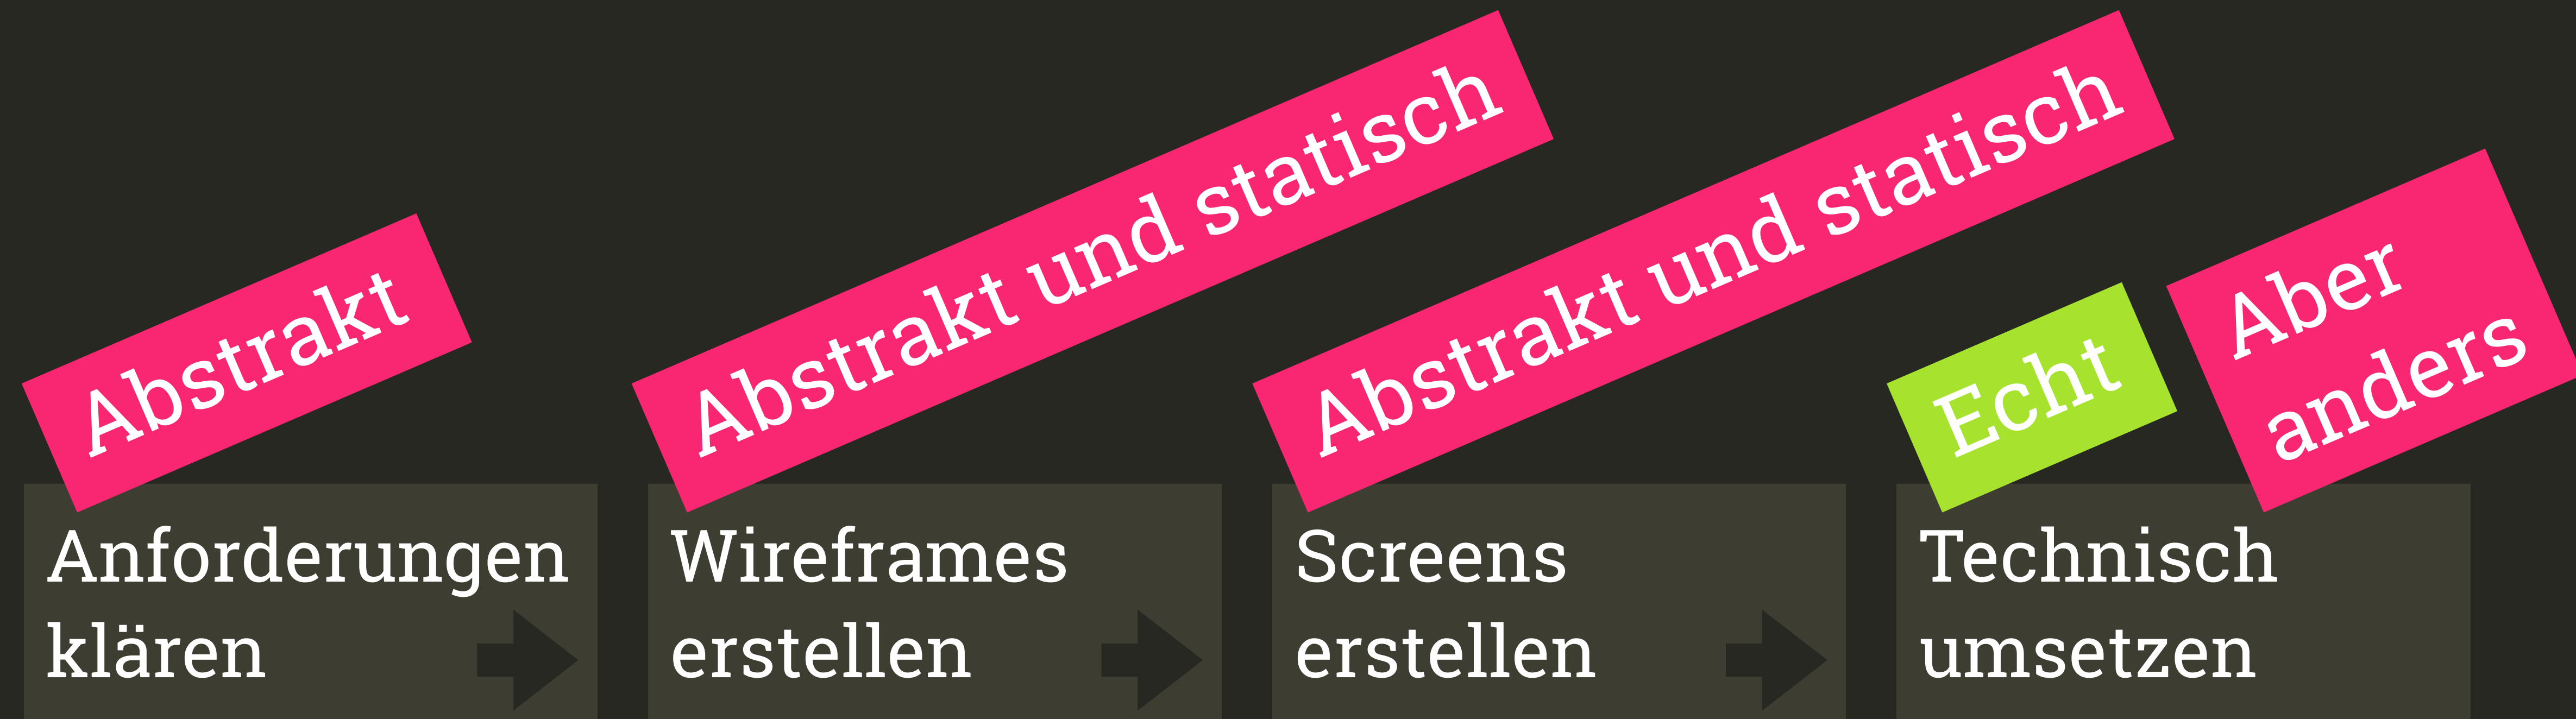 Abstrakt
Abstrakt und statisch
Abstrakt und statisch
Echt
Aber
anders
Anforderungen
klären
Wireframes
erstellen
Screens
erstellen
Technisch
umsetzen